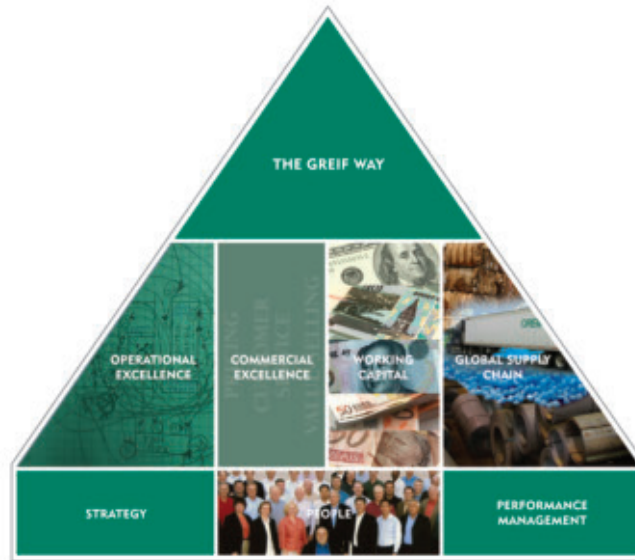 THE GREIF WAY
OPERATIONAL
EXCELLENCE
COMMERCIAL
EXCELLENCE
WORKING
CAPITAL
GLOBAL SUPPLY
CHAIN
STRATEGY
PEOPLE
PERFORMANCE
MANAGEMENT